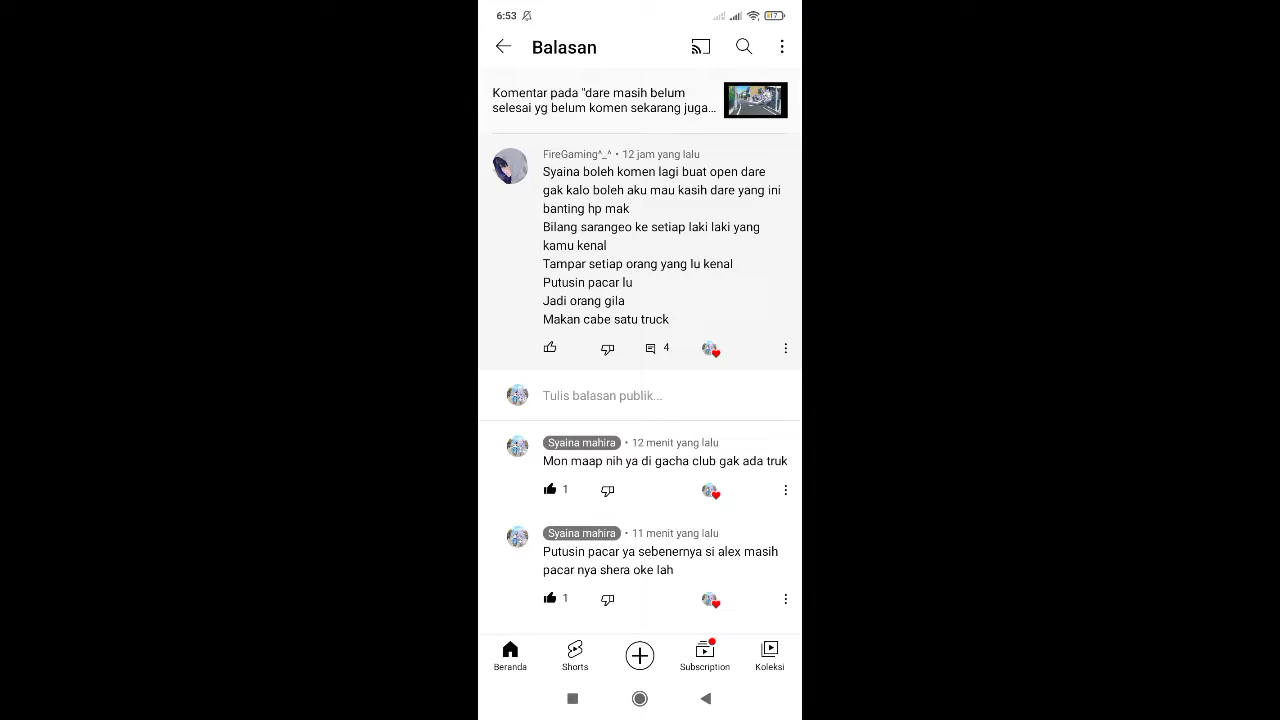 6:53
17
Balasan
Komentar pada "dare masih belum
selesai yg belum komen sekarang juga...
FireGaming^_^ • 12 jam yang lalu
Syaina boleh komen lagi buat open dare
gak kalo boleh aku mau kasih dare yang ini
banting hp mak
Bilang sarangeo ke setiap laki laki yang
kamu kenal
Tampar setiap orang yang lu kenal
Putusin pacar lu
Jadi orang gila
Makan cabe satu truck
4
Tulis balasan publik...
Syaina mahira • 12 menit yang lalu
Mon maap nih ya di gacha club gak ada truk
1
Syaina mahira • 11 menit yang lalu
Putusin pacar ya sebenernya si alex masih
pacar nya shera oke lah
1
Beranda
Shorts
Subscription
Koleksi